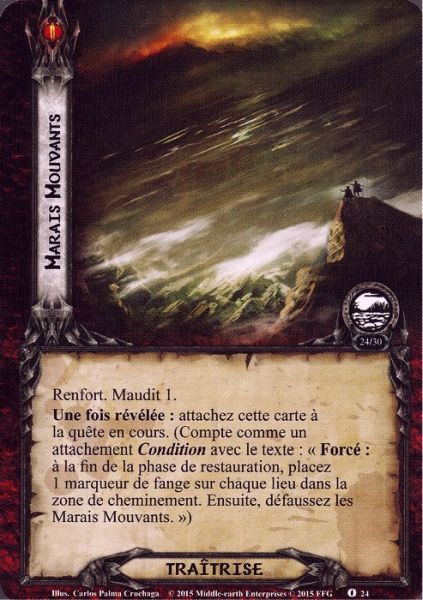 MARAIS MOUVANTS
24/30
Renfort. Maudit 1.
Une fois révélée : attachez cette carte à
la quête en cours. (Compte comme un
attachement Condition avec le texte : « Forcé :
à la fin de la phase de restauration, placez
1 marqueur de fange sur chaque lieu dans la
zone de cheminement. Ensuite, défaussez les
Marais Mouvants. »)
TRAÎTRISE
Illus. Carlos Palma Cruchaga © 2015 Middle-earth Enterprises © 2015 FFG 24